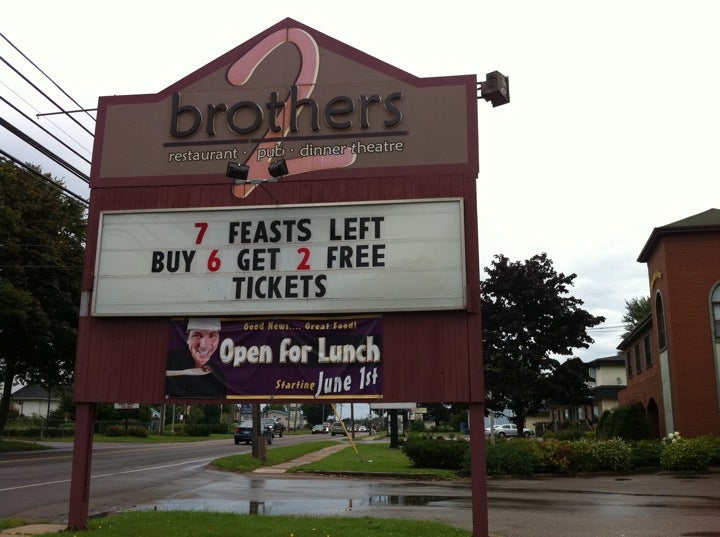 2
brothers
restaurant · pub · dinner theatre
7 FEASTS LEFT
BUY 6 GET 2 FREE
TICKETS
Good News.... Great Food!
Open for Lunch
Starting June 1st